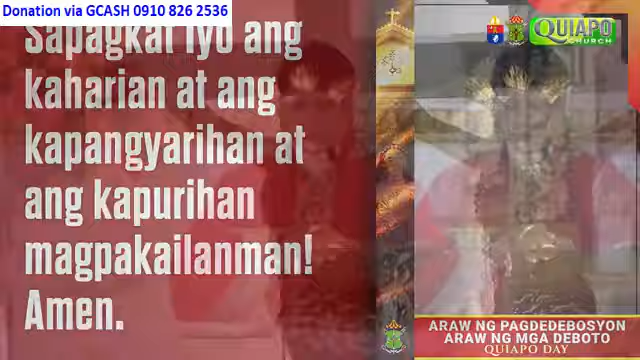 Donation via GCASH 0910 826 2536
Sapagkat Iyo ang
kaharian at ang
kapangyarihan at
ang kapurihan
magpakailanman!
Amen.
QUIAPO
CHURCH
ARAW NG PAGDEDEBOSYON
ARAW NG MGA DEBOTO
QUIAPO DAY